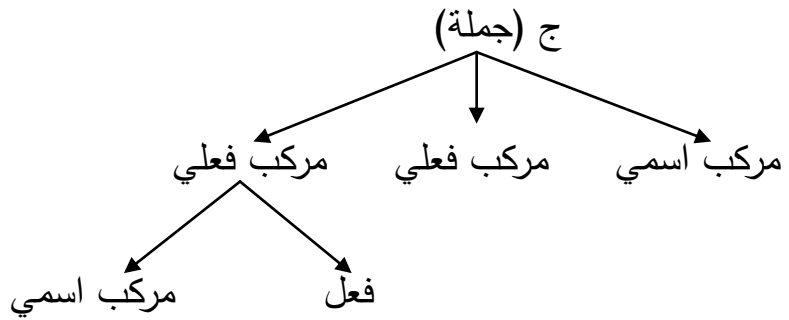 ج (جملة)
مركب اسمي مركب فعلي مركب فعلي
فعل مركب اسمي